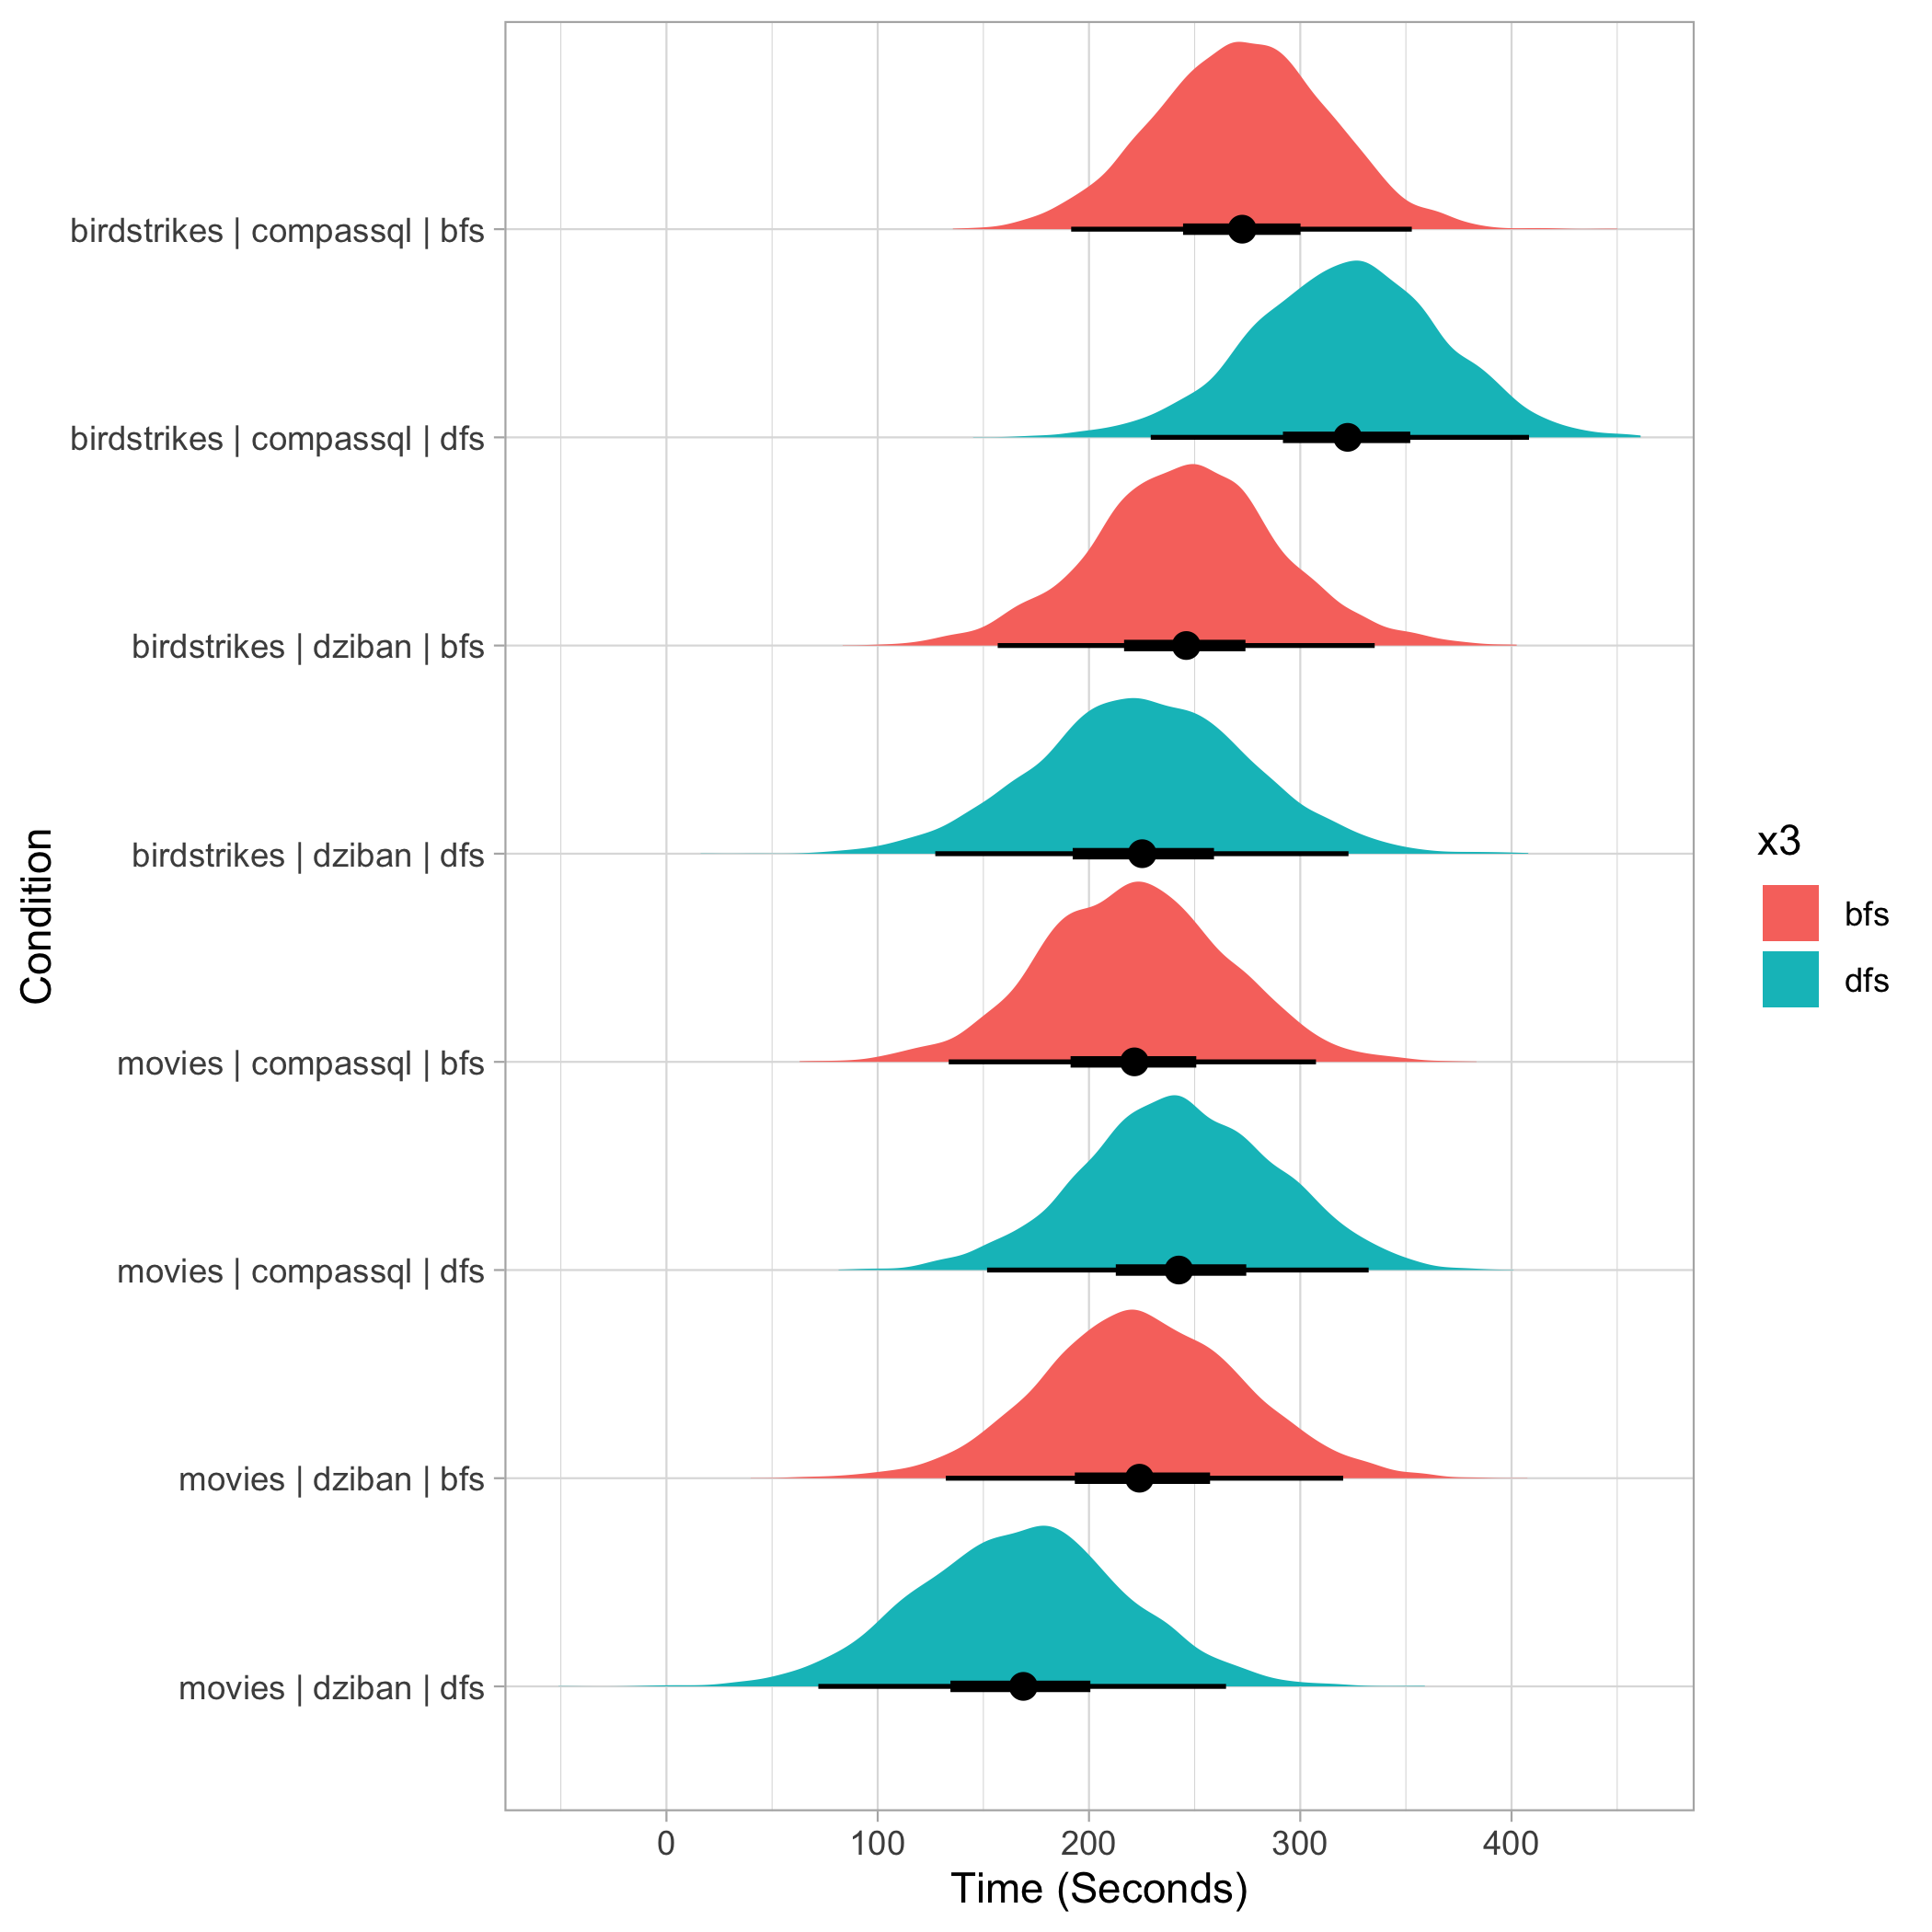 birdstrikes | compassql | bfs
birdstrikes | compassql | dfs
birdstrikes | dziban | bfs
birdstrikes | dziban | dfs
movies | compassql | bfs
movies | compassql | dfs
movies | dziban | bfs
movies | dziban | dfs
Condition
0 100 200 300 400
Time (Seconds)
x3
bfs
dfs